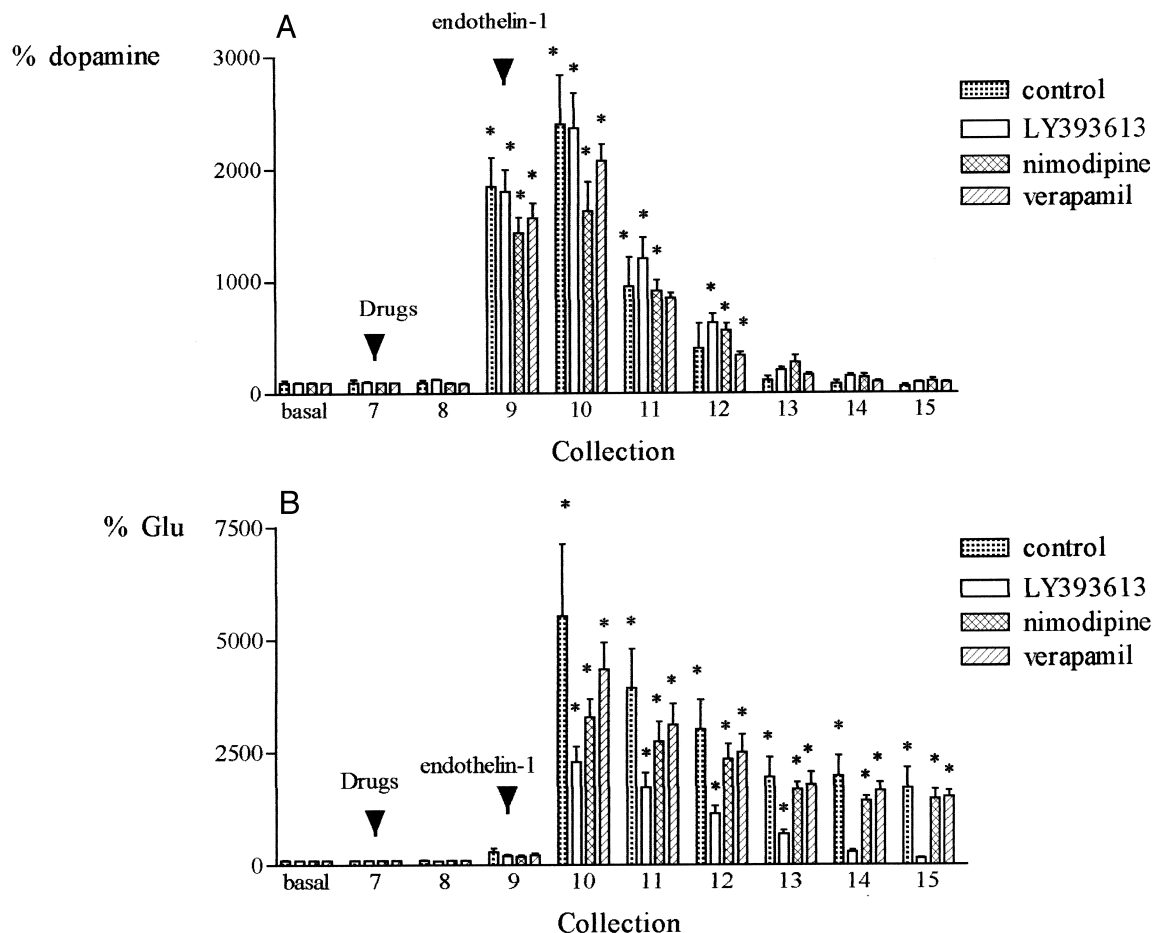 A
endothelin-1
% dopamine
3000
2000
1000
0
Drugs
* * * * * * * * * * * * * *
basal 7 8 9 10 11 12 13 14 15
Collection
control
LY393613
nimodipine
verapamil
B
% Glu
7500
5000
2500
0
Drugs
endothelin-1
* * * * * * * * * * * * * * * * * * * * * *
basal 7 8 9 10 11 12 13 14 15
Collection
control
LY393613
nimodipine
verapamil